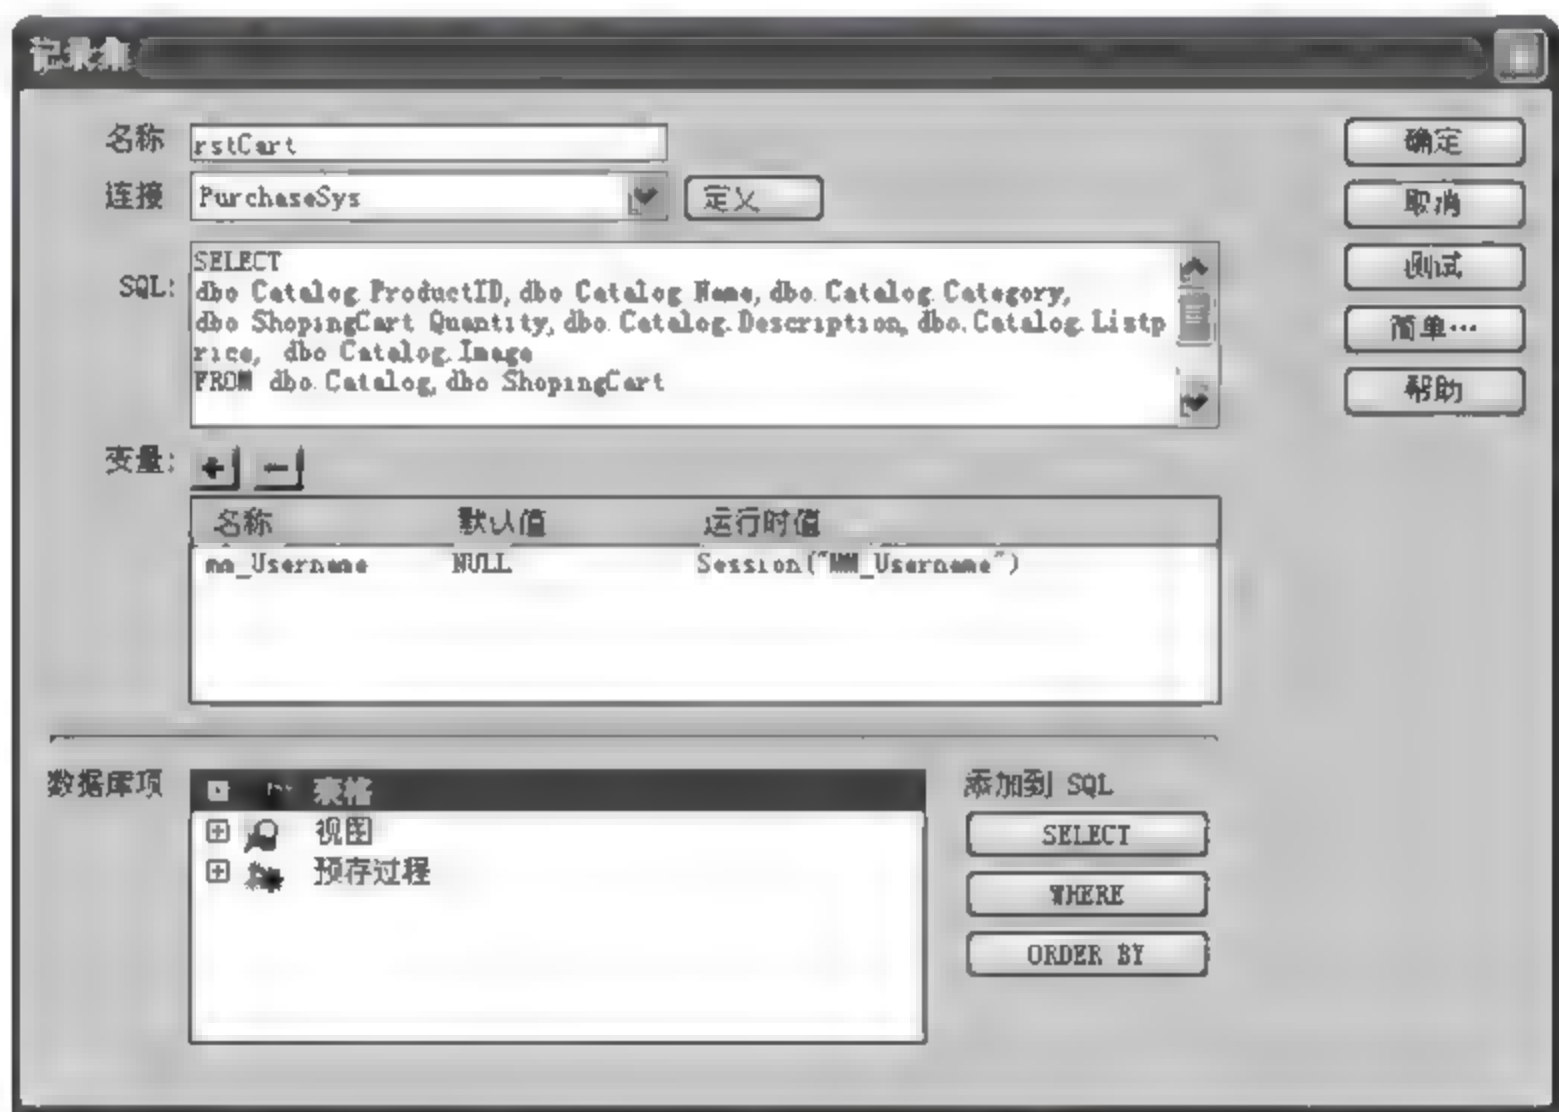 记录集
名称 rstCart
确定
连接 PurchaseSys 定义
取消
SQL: SELECT
dbo.Catalog.ProductID, dbo.Catalog.Name, dbo.Catalog.Category,
dbo.ShopingCart.Quantity, dbo.Catalog.Description, dbo.Catalog.Listp
rice, dbo.Catalog.Image
FROM dbo.Catalog, dbo.ShopingCart
测试
简单...
帮助
变量:
名称 默认值 运行时值
mm_Username NULL Session("MM_Username")
数据库项 表格
视图
预存过程
添加到 SQL
SELECT
WHERE
ORDER BY